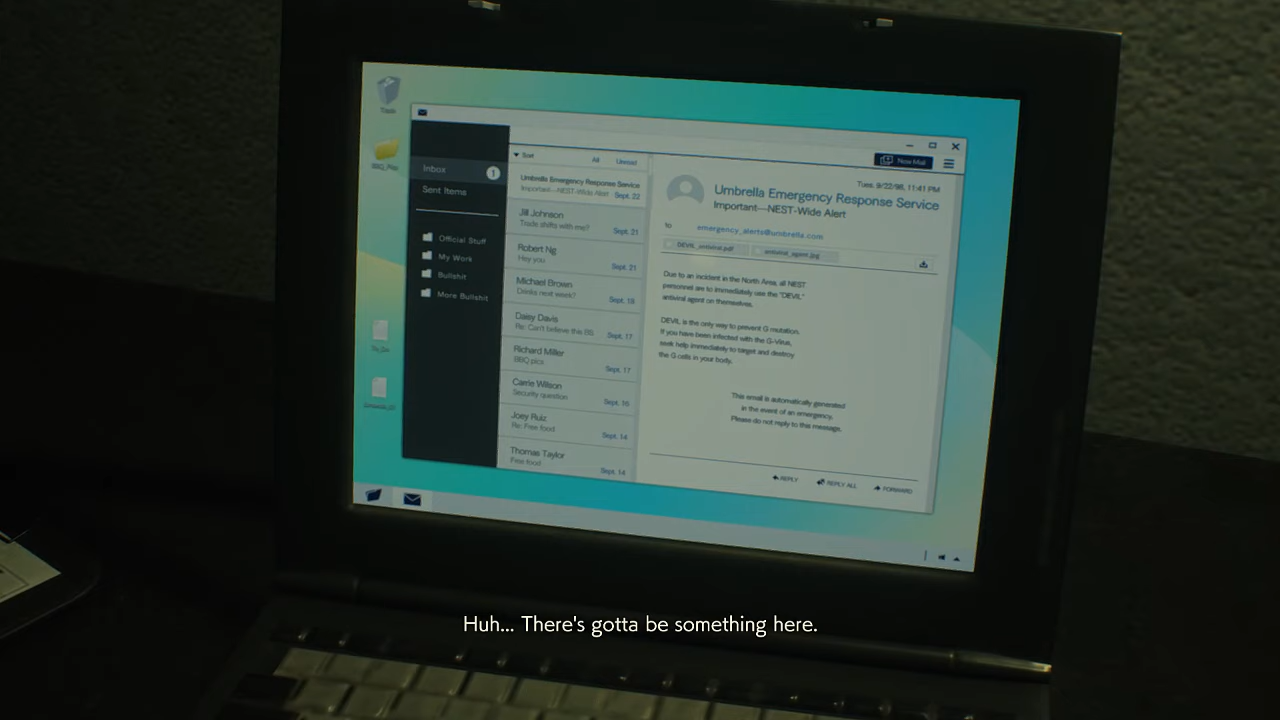 Trash
BBQ_Pics
Inbox
1
Sent Items
Official Stuff
My Work
Bullshit
More Bullshit
Sort
All
Unread
Umbrella Emergency Response Service
Important—NEST-Wide Alert
Sept. 22
Jill Johnson
Trade shifts with me?
Sept. 21
Robert Ng
Hey you
Sept. 21
Michael Brown
Drinks next week?
Sept. 18
Daisy Davis
Re: Can't believe this BS
Sept. 17
Richard Miller
BBQ pics
Sept. 17
Carrie Wilson
Security question
Sept. 16
Joey Ruiz
Re: Free food
Sept. 14
Thomas Taylor
Free food
Sept. 14
New Mail
Tues. 9/22/98, 11:41 PM
Umbrella Emergency Response Service
Important—NEST-Wide Alert
to
emergency_alerts@umbrella.com
DEVIL_antiviral.pdf
antiviral_agent.jpg
Due to an incident in the North Area, all NEST
personnel are to immediately use the "DEVIL"
antiviral agent on themselves.
DEVIL is the only way to prevent G mutation.
If you have been infected with the G-Virus,
seek help immediately to target and destroy
the G cells in your body.
This email is automatically generated
in the event of an emergency.
Please do not reply to this message.
REPLY
REPLY ALL
FORWARD
Huh... There's gotta be something here.